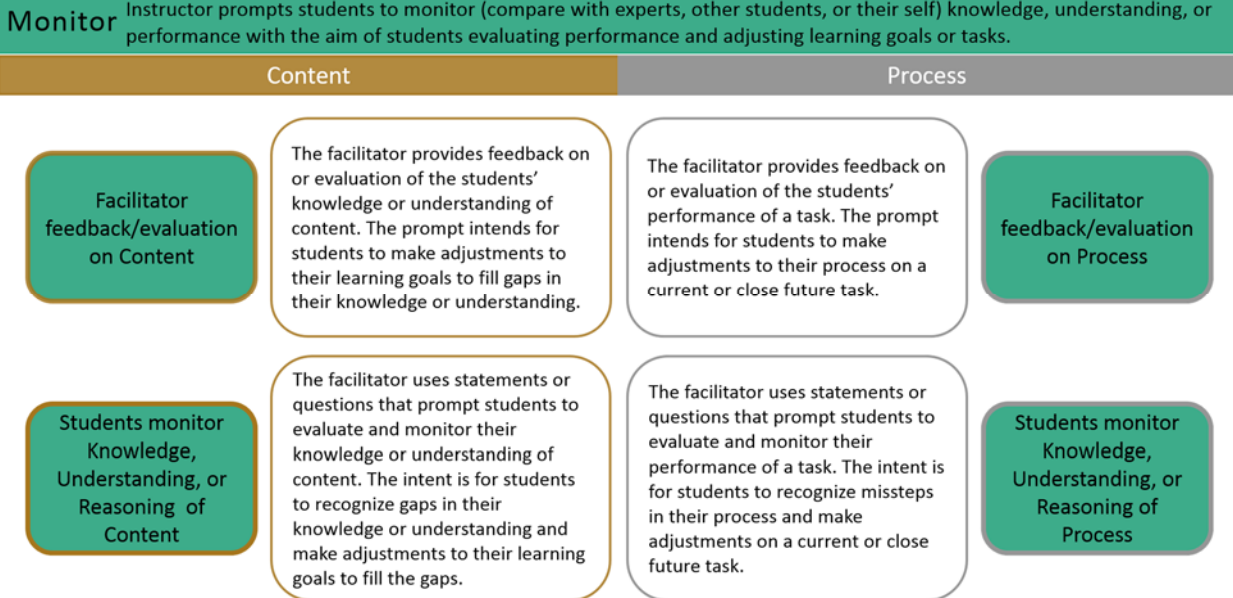 Monitor
Instructor prompts students to monitor (compare with experts, other students, or their self) knowledge, understanding, or
performance with the aim of students evaluating performance and adjusting learning goals or tasks.
Content
Process
Facilitator
feedback/evaluation
on Content
The facilitator provides feedback on
or evaluation of the students’
knowledge or understanding of
content. The prompt intends for
students to make adjustments to
their learning goals to fill gaps in
their knowledge or understanding.
The facilitator provides feedback on
or evaluation of the students’
performance of a task. The prompt
intends for students to make
adjustments to their process on a
current or close future task.
Facilitator
feedback/evaluation
on Process
Students monitor
Knowledge,
Understanding, or
Reasoning of
Content
The facilitator uses statements or
questions that prompt students to
evaluate and monitor their
knowledge or understanding of
content. The intent is for students
to recognize gaps in their
knowledge or understanding and
make adjustments to their learning
goals to fill the gaps.
The facilitator uses statements or
questions that prompt students to
evaluate and monitor their
performance of a task. The intent is
for students to recognize missteps
in their process and make
adjustments on a current or close
future task.
Students monitor
Knowledge,
Understanding, or
Reasoning of
Process